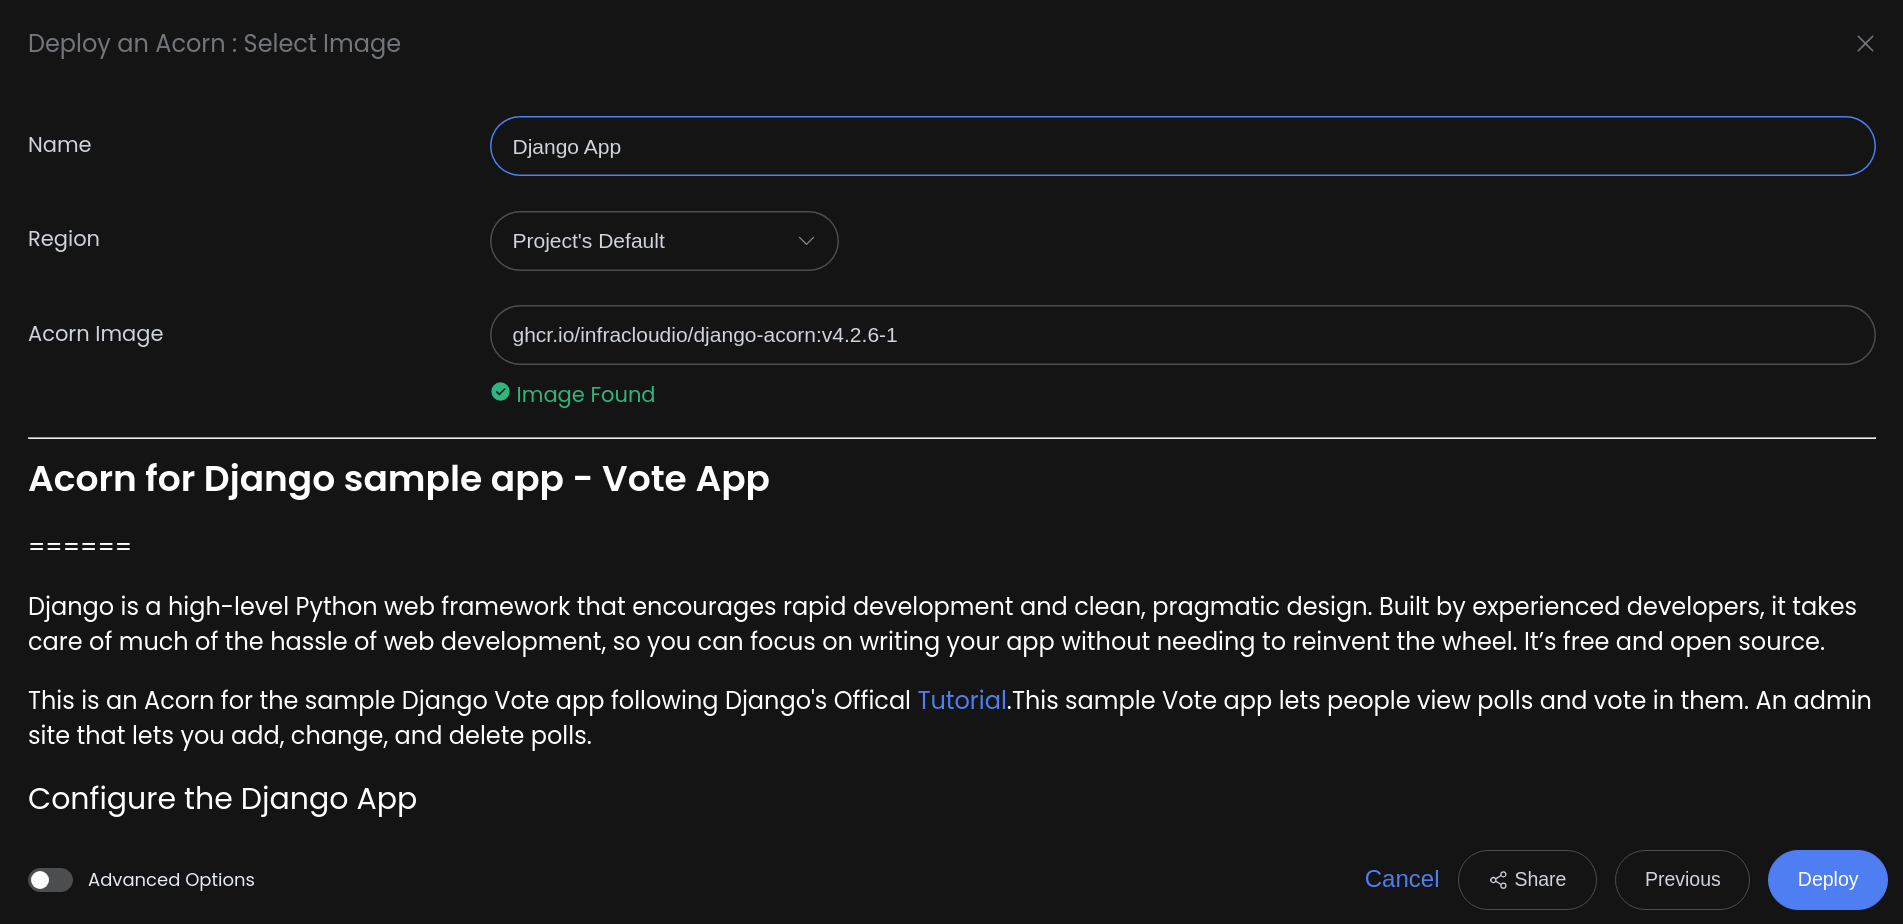 Deploy an Acorn : Select Image
Name
Django App
Region
Project's Default
Acorn Image
ghcr.io/infracloudio/django-acorn:v4.2.6-1
Image Found
Acorn for Django sample app - Vote App
======
Django is a high-level Python web framework that encourages rapid development and clean, pragmatic design. Built by experienced developers, it takes
care of much of the hassle of web development, so you can focus on writing your app without needing to reinvent the wheel. It’s free and open source.
This is an Acorn for the sample Django Vote app following Django's Offical Tutorial.This sample Vote app lets people view polls and vote in them. An admin
site that lets you add, change, and delete polls.
Configure the Django App
Advanced Options
Cancel
Share
Previous
Deploy